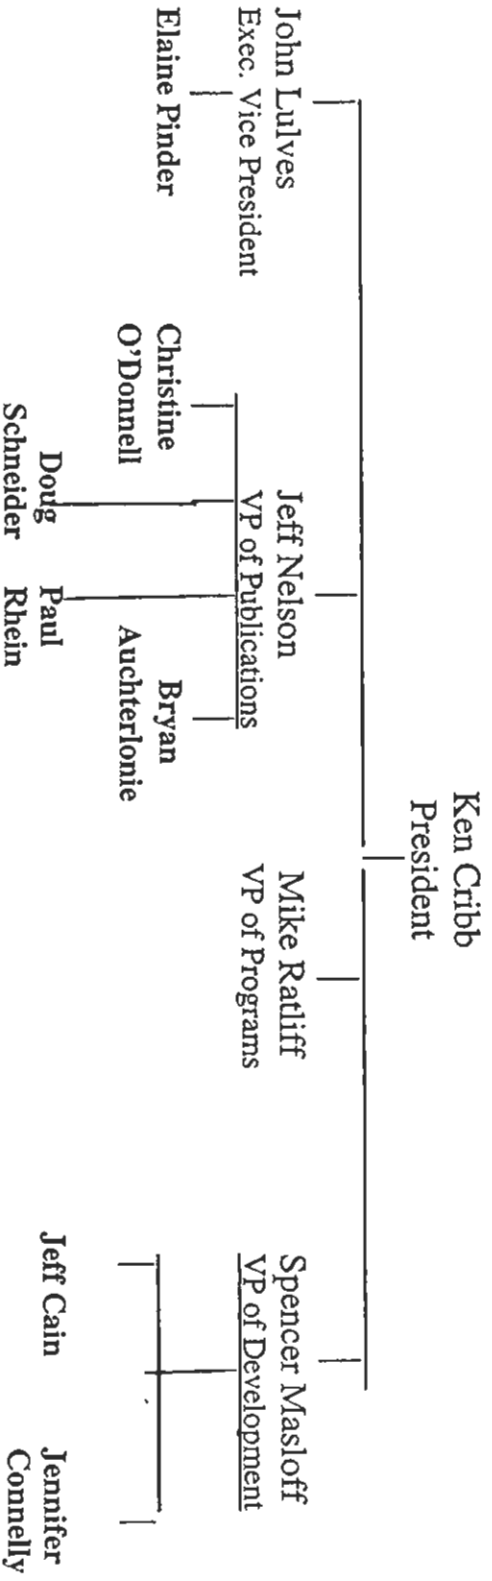 Ken Cribb
President
John Lulves
Exec. Vice President
Elaine Pinder
Jeff Nelson
VP of Publications
Christine
O'Donnell
Doug
Schneider
Paul
Rhein
Bryan
Auchterlonie
Mike Ratliff
VP of Programs
Spencer Masloff
VP of Development
Jeff Cain
Jennifer
Connelly